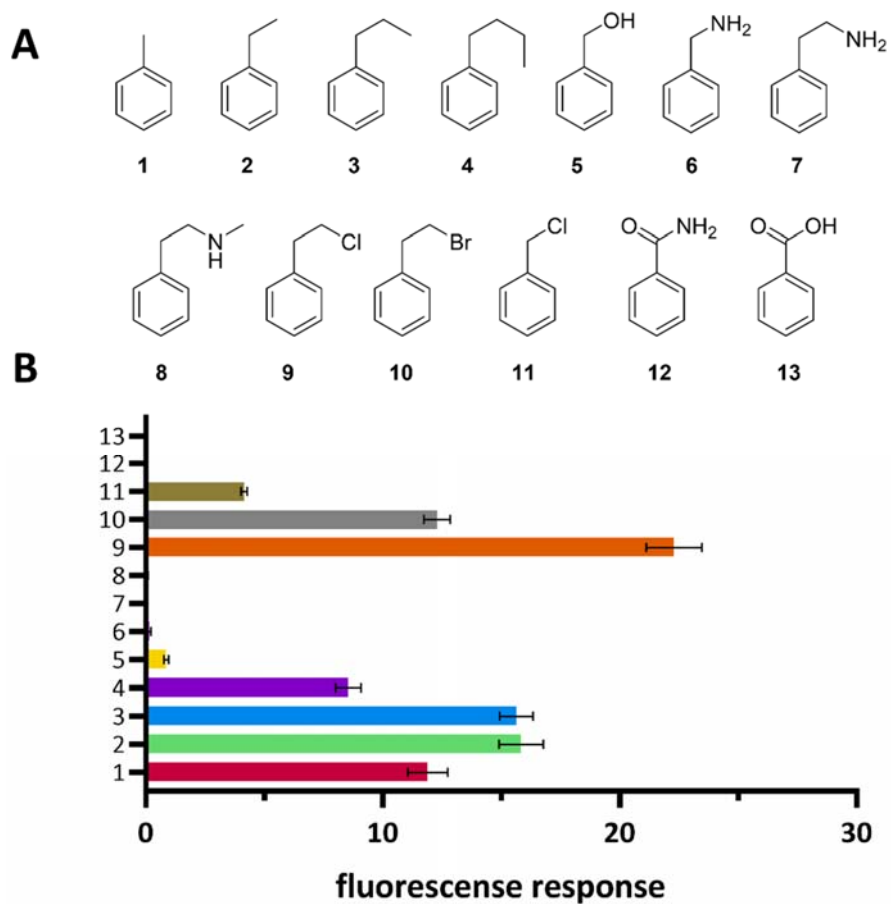 A
OH
NH₂
NH₂
1 2 3 4 5 6 7
N
H
Cl
Br
Cl
O NH₂
O OH
8 9 10 11 12 13
B
13
12
11
10
9
8
7
6
5
4
3
2
1
0 10 20 30
fluorescense response